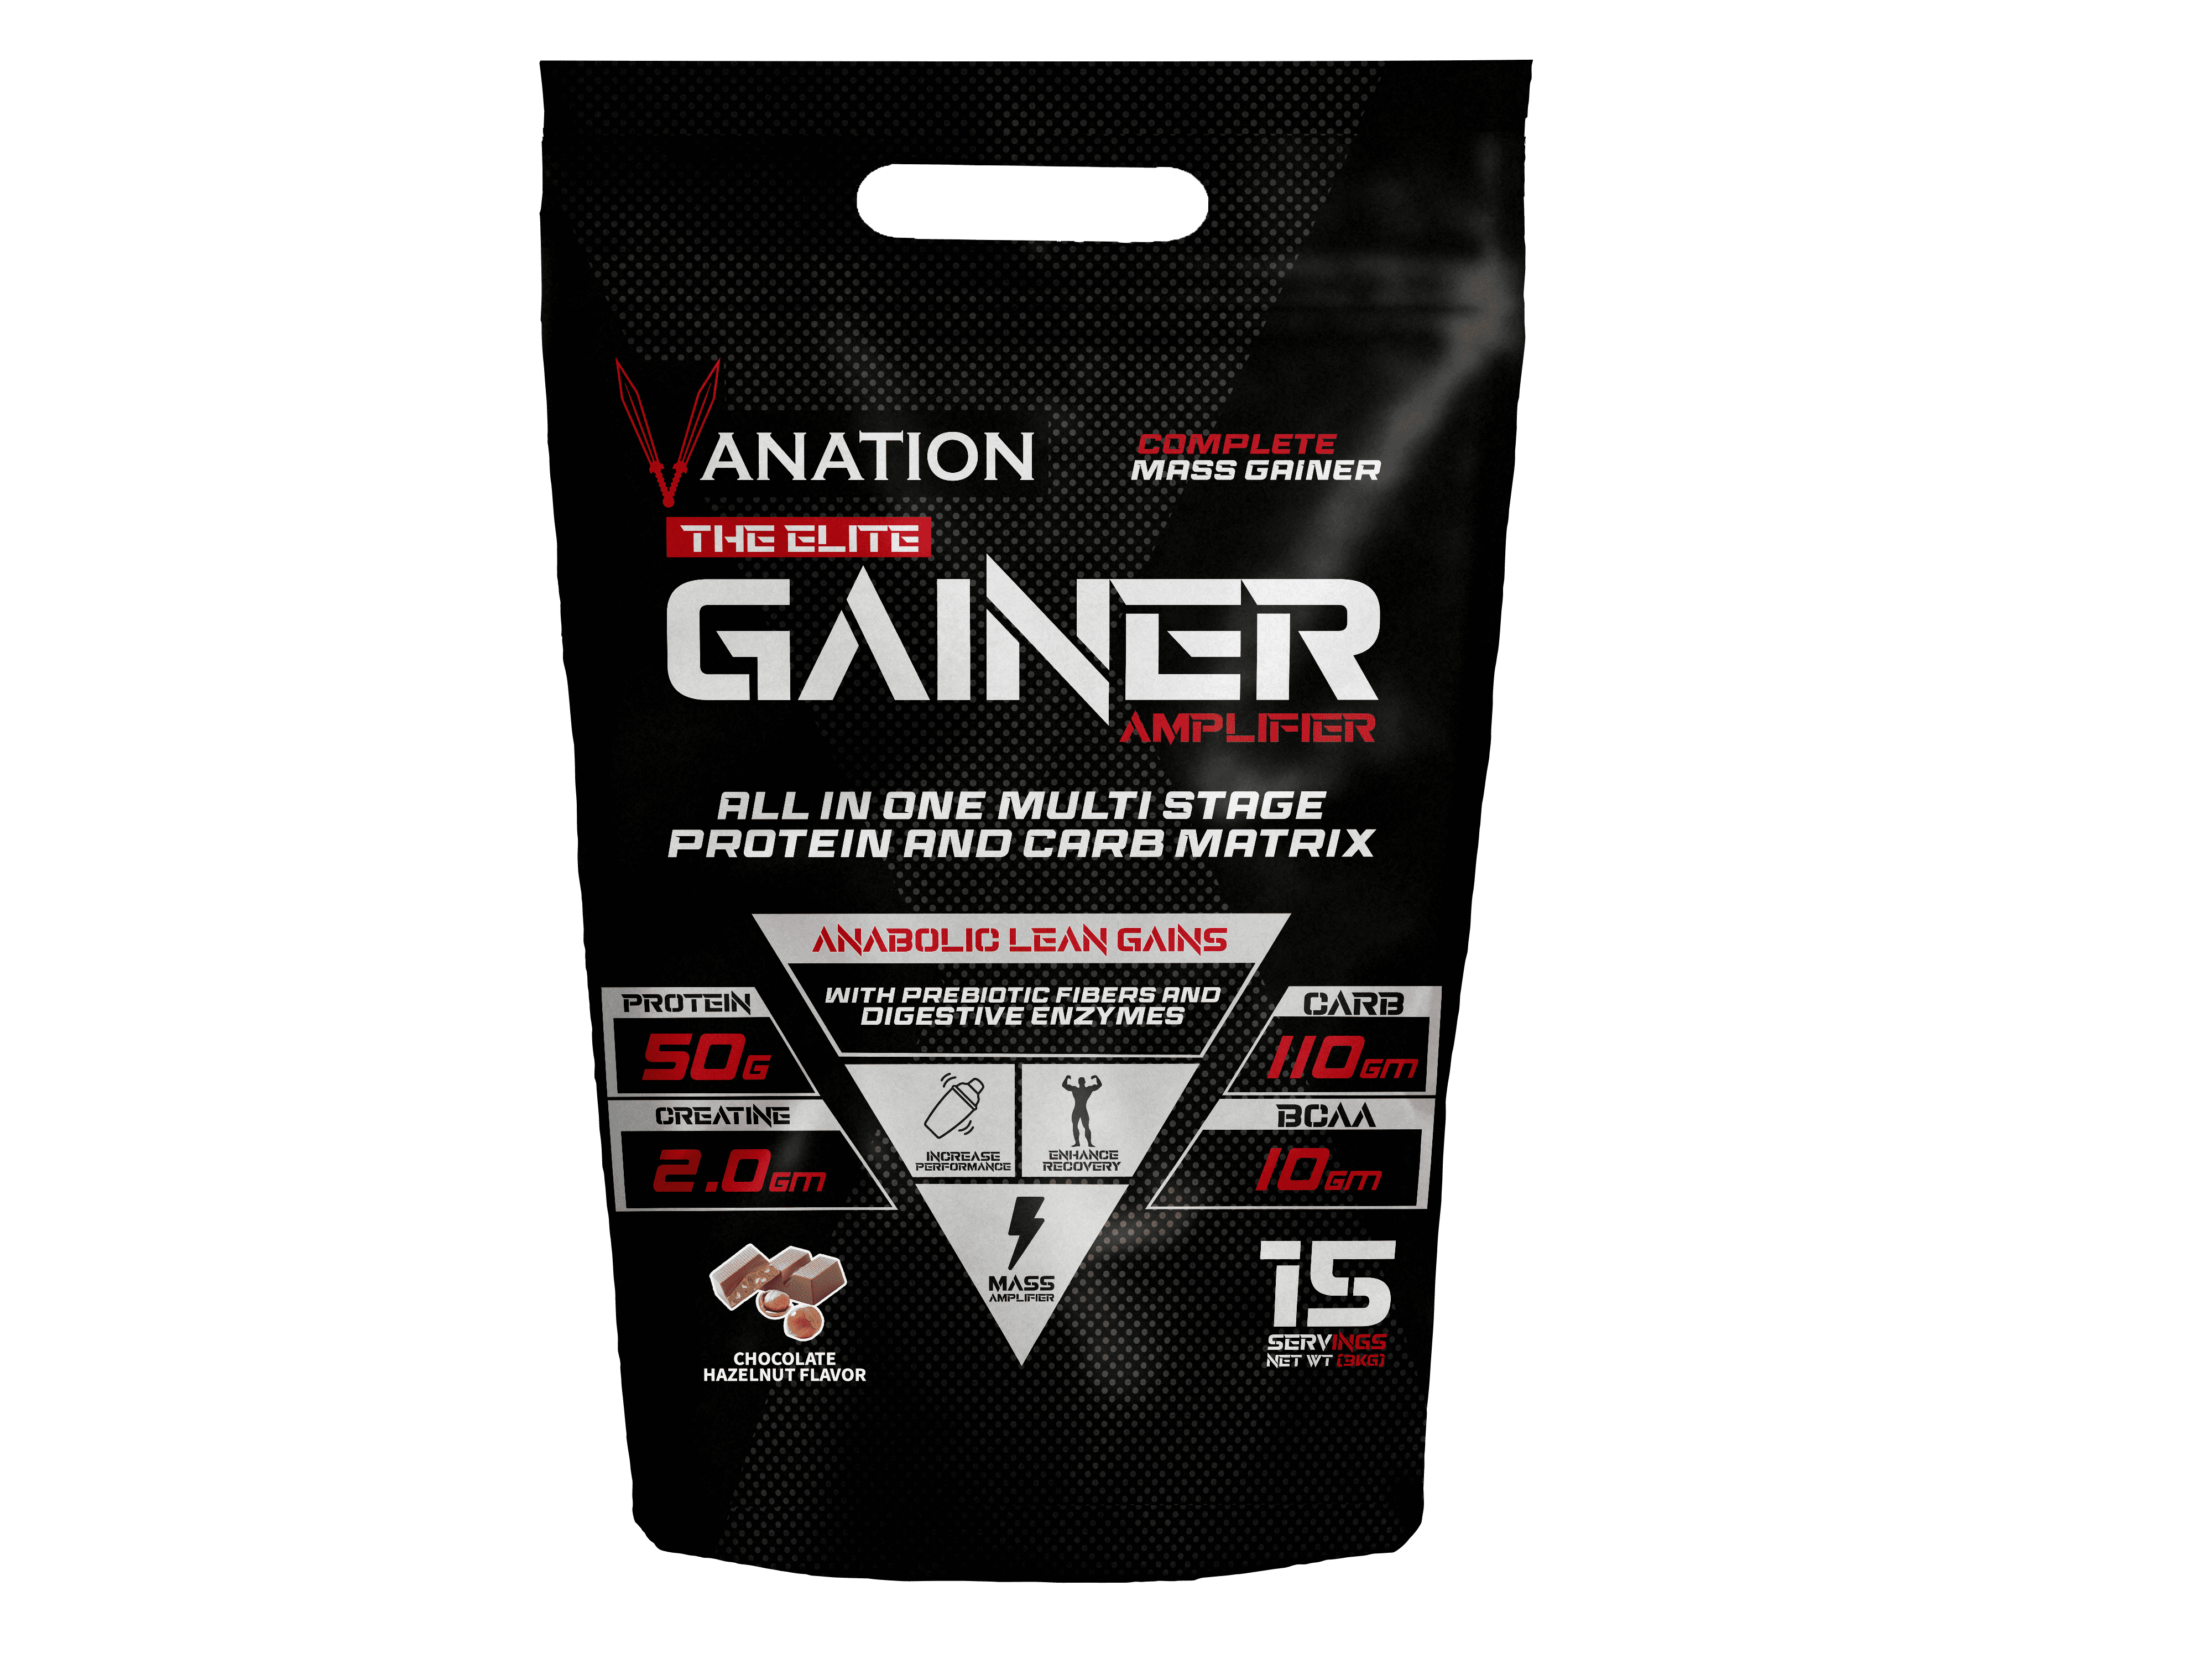 VANATION
COMPLETE
MASS GAINER
THE ELITE
GAINER
AMPLIFIER
ALL IN ONE MULTI STAGE
PROTEIN AND CARB MATRIX
ANABOLIC LEAN GAINS
WITH PREBIOTIC FIBERS AND
DIGESTIVE ENZYMES
PROTEIN
50G
CREATINE
2.0GM
CARB
110GM
BCAA
10GM
INCREASE
PERFORMANCE
ENHANCE
RECOVERY
MASS
AMPLIFIER
CHOCOLATE
HAZELNUT FLAVOR
15
SERVINGS
NET WT (3KG)